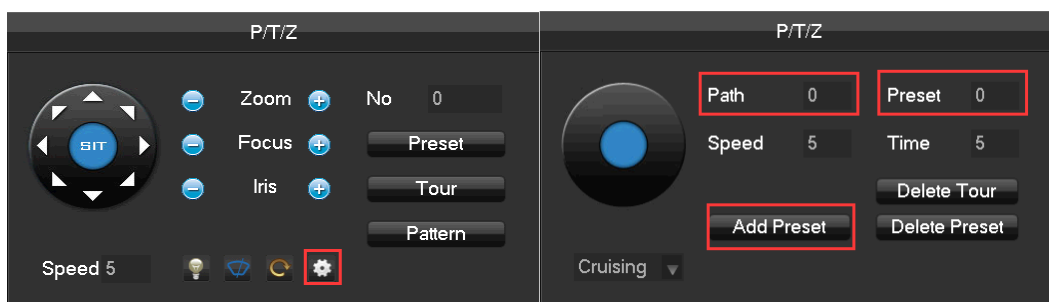 P/T/Z
Zoom No 0
SIT Focus Preset
Iris Tour
Pattern
Speed 5
P/T/Z
Path 0 Preset 0
Speed 5 Time 5
Delete Tour
Add Preset Delete Preset
Cruising